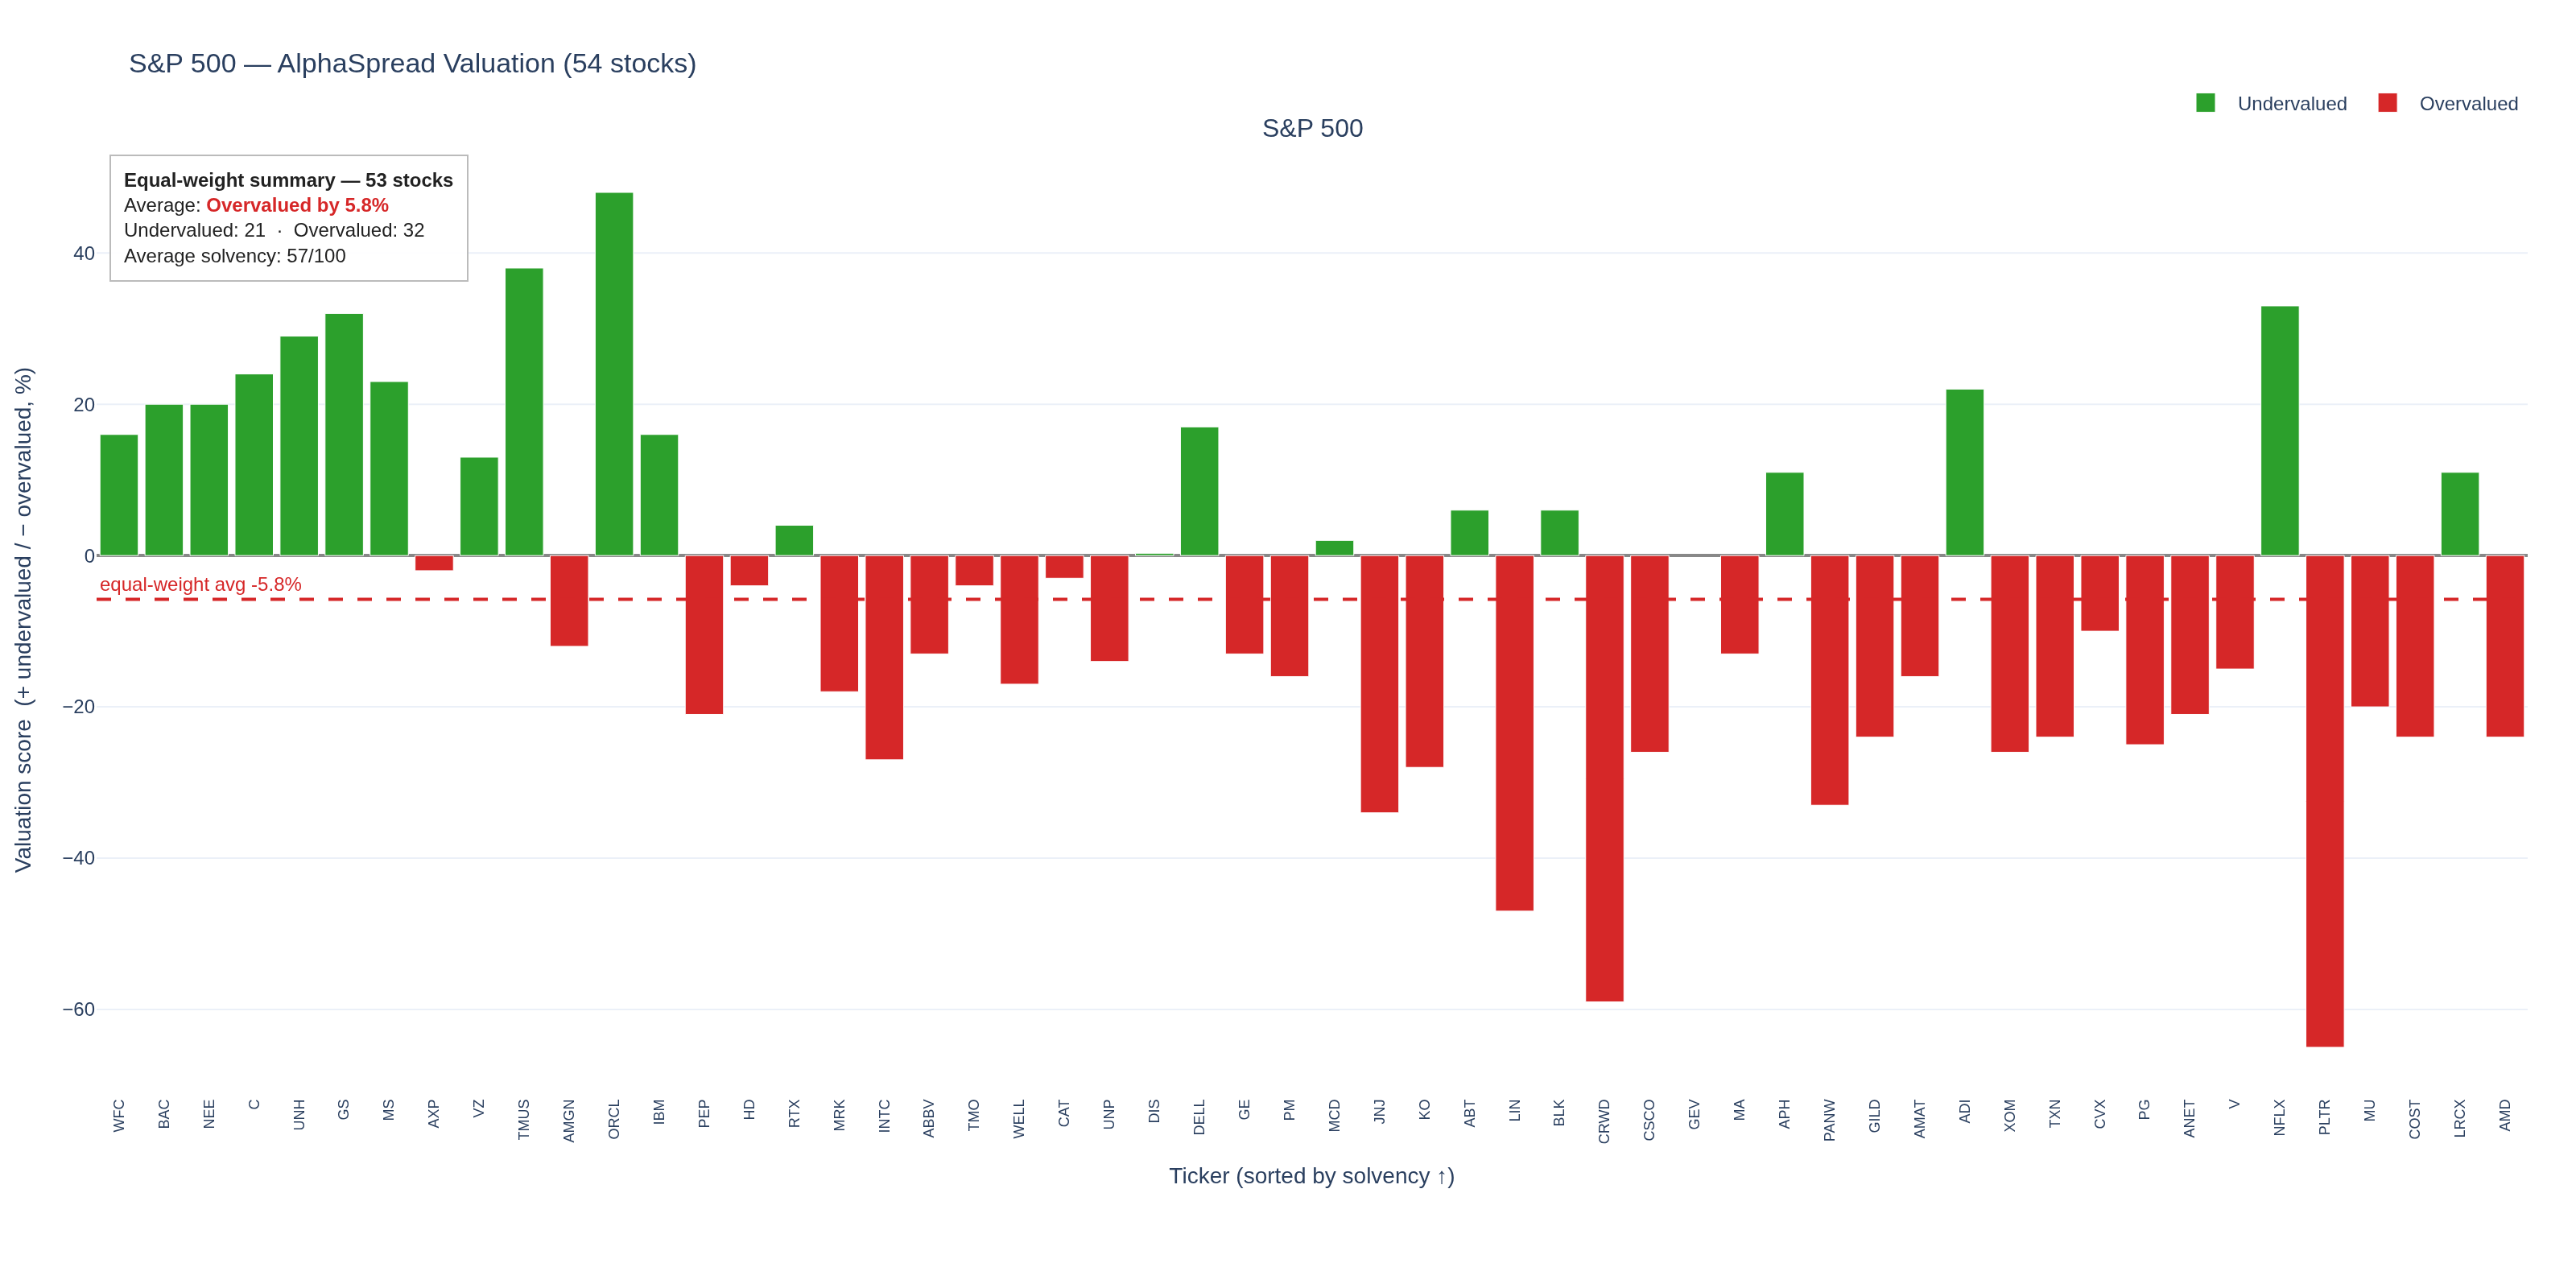 S&P 500 — AlphaSpread Valuation (54 stocks)
Undervalued
Overvalued
S&P 500
Equal-weight summary — 53 stocks
Average: Overvalued by 5.8%
Undervalued: 21 · Overvalued: 32
Average solvency: 57/100
Valuation score (+ undervalued / − overvalued, %)
40
20
0
−20
−40
−60
equal-weight avg -5.8%
WFC
BAC
NEE
C
UNH
GS
MS
AXP
VZ
TMUS
AMGN
ORCL
IBM
PEP
HD
RTX
MRK
INTC
ABBV
TMO
WELL
CAT
UNP
DIS
DELL
GE
PM
MCD
JNJ
KO
ABT
LIN
BLK
CRWD
CSCO
GEV
MA
APH
PANW
GILD
AMAT
ADI
XOM
TXN
CVX
PG
ANET
V
NFLX
PLTR
MU
COST
LRCX
AMD
Ticker (sorted by solvency ↑)